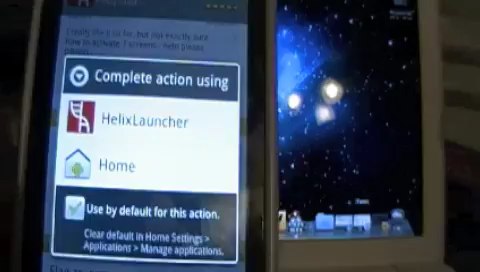 Complete action using
HelixLauncher
Home
Use by default for this action.
Clear default in Home Settings >
Applications > Manage applications.